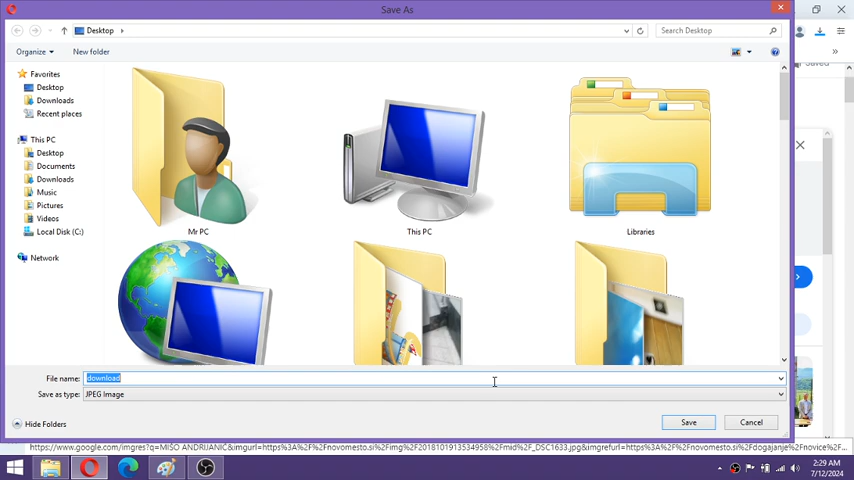 Save As
Desktop
Search Desktop
Organize
New folder
Favorites
Desktop
Downloads
Recent places
This PC
Desktop
Documents
Downloads
Music
Pictures
Videos
Local Disk (C:)
Network
Mr PC
This PC
Libraries
File name: download
Save as type: JPEG Image
Hide Folders
Save
Cancel
Saved
https://www.google.com/imgres?q=MIŠO ANDRIJANIĆ&imgurl=https%3A%2F%2Fnovomesto.si%2Fimg%2F2018101913534958%2Fmid%2F_DSC1633.jpg&imgrefurl=https%3A%2F%2Fnovomesto.si%2Fdogajanje%2Fnovice%2F...
2:29 AM
7/12/2024